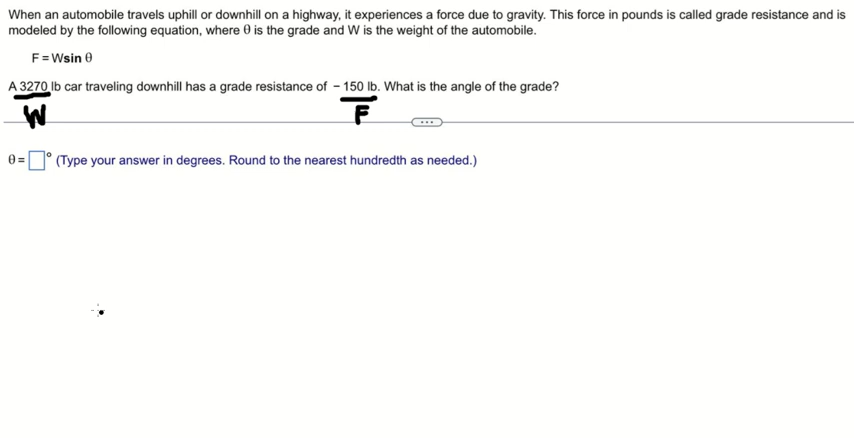 When an automobile travels uphill or downhill on a highway, it experiences a force due to gravity. This force in pounds is called grade resistance and is
modeled by the following equation, where θ is the grade and W is the weight of the automobile.
F = Wsin θ
A 3270 lb car traveling downhill has a grade resistance of − 150 lb. What is the angle of the grade?
W F
θ = ° (Type your answer in degrees. Round to the nearest hundredth as needed.)